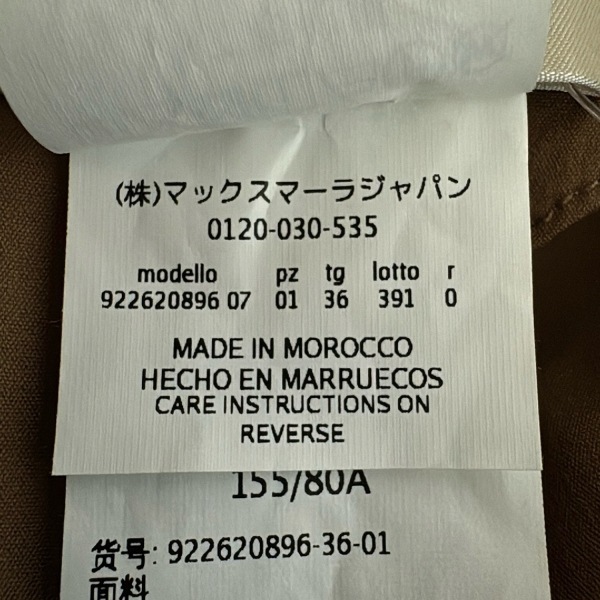 (株)マックスマーラジャパン
0120-030-535
modello pz tg lotto r
922620896 07 01 36 391 0
MADE IN MOROCCO
HECHO EN MARRUECOS
CARE INSTRUCTIONS ON
REVERSE
155/80A
货号: 922620896-36-01
面料